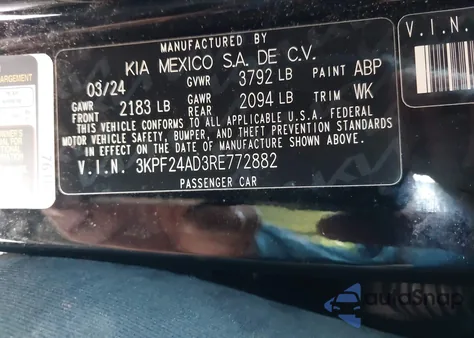 MANUFACTURED BY
KIA MEXICO S.A. DE C.V.
03/24 GVWR 3792 LB PAINT ABP
GAWR FRONT 2183 LB GAWR REAR 2094 LB TRIM WK
THIS VEHICLE CONFORMS TO ALL APPLICABLE U.S.A. FEDERAL
MOTOR VEHICLE SAFETY, BUMPER, AND THEFT PREVENTION STANDARDS
IN EFFECT ON THE DATE OF MANUFACTURE SHOWN ABOVE.
V.I.N. 3KPF24AD3RE772882
PASSENGER CAR
V.I.N.
ARGEMENT
AutoSnap